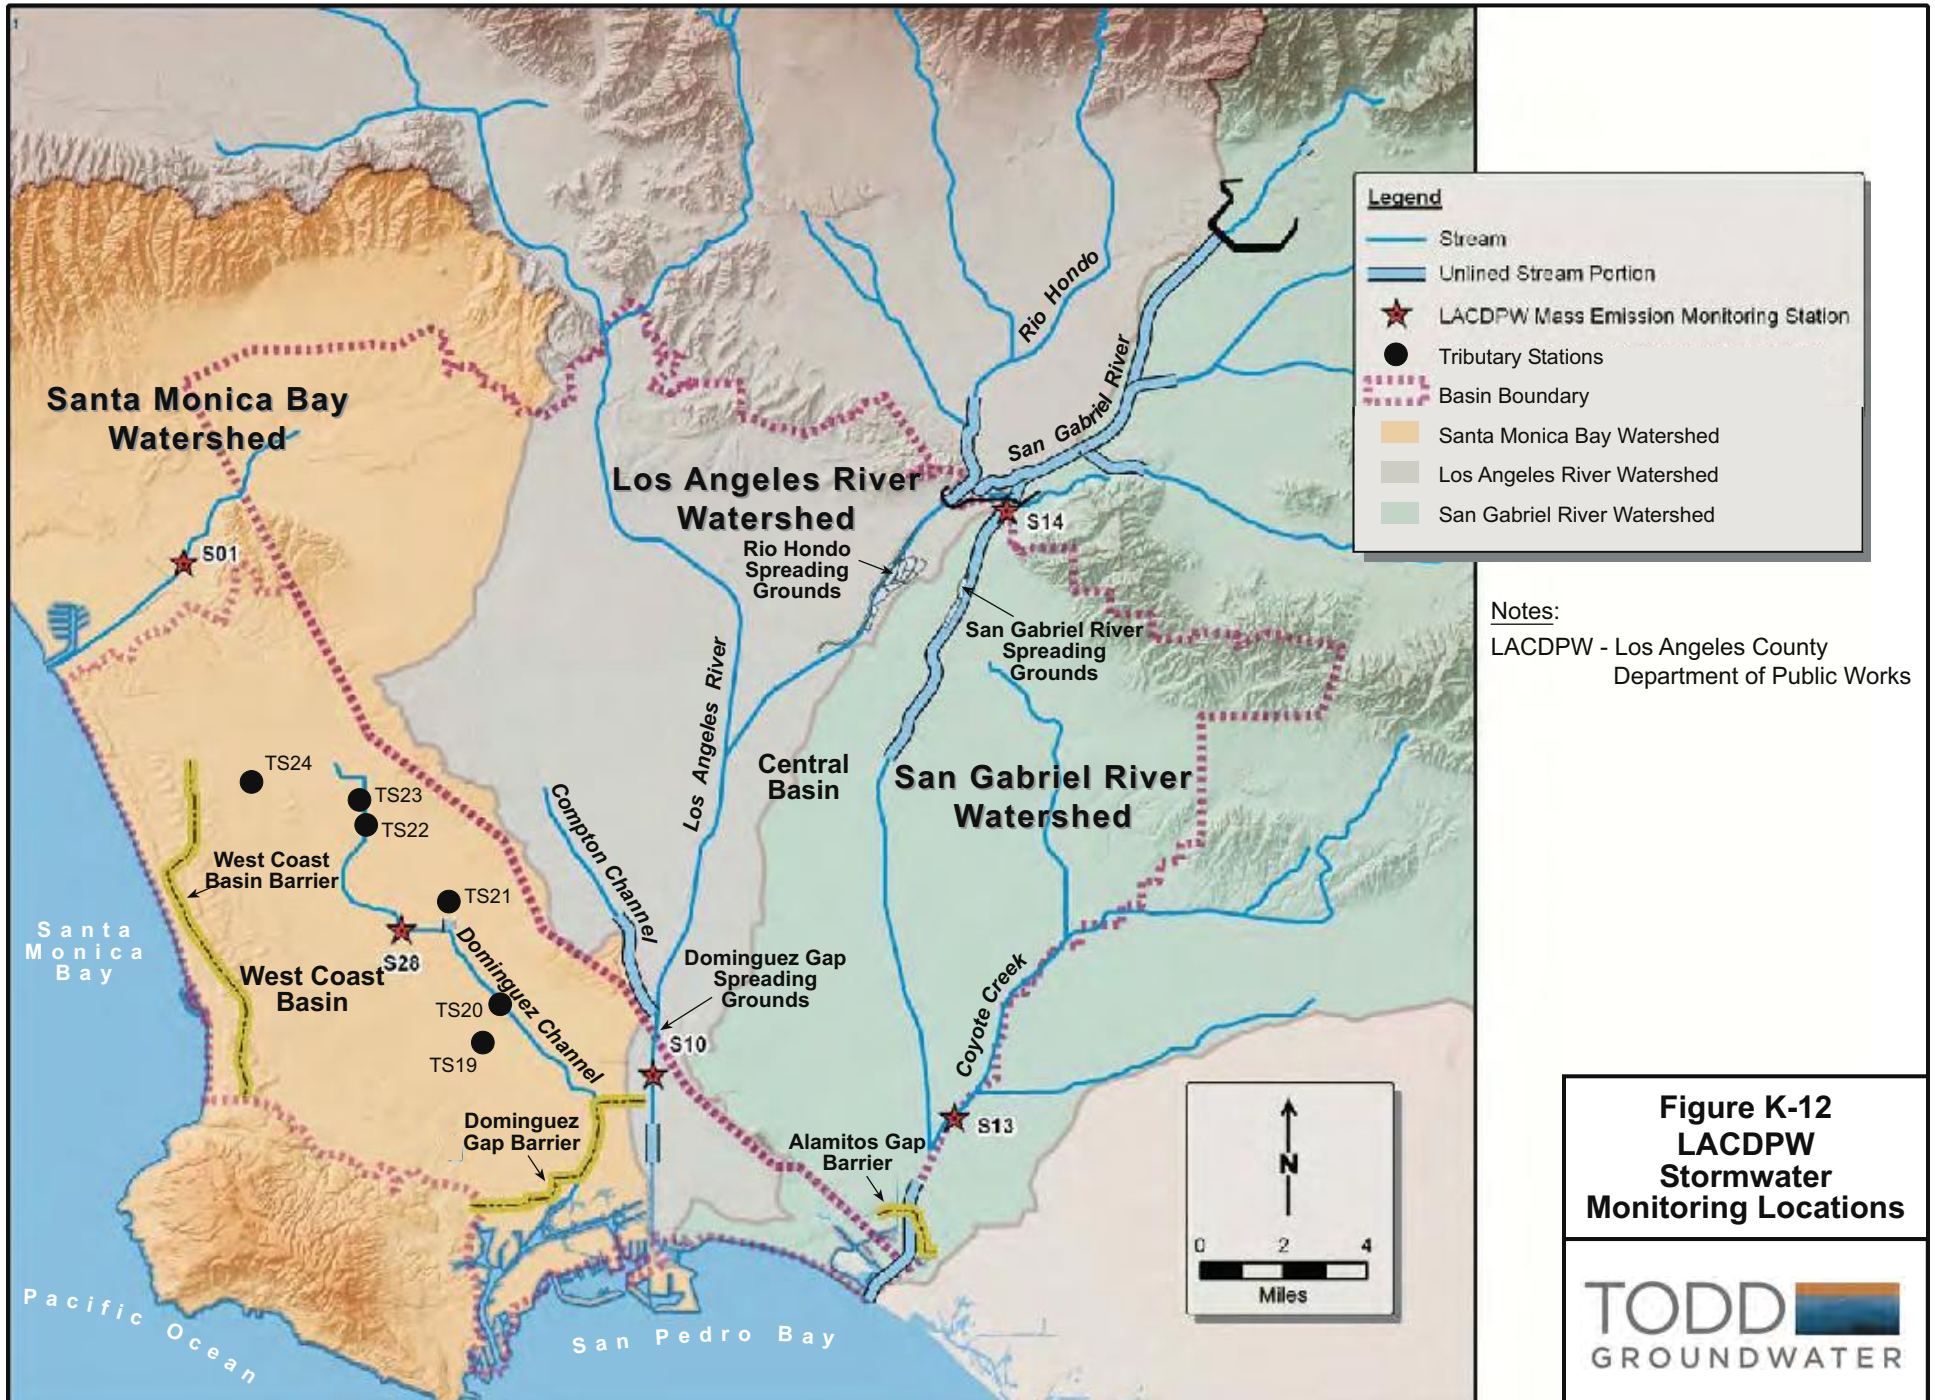 Santa Monica Bay
Watershed
S01
TS24
TS23
TS22
West Coast
Basin Barrier
TS21
Santa
Monica
Bay
S28
West Coast
Basin
Dominguez Channel
TS20
TS19
Dominguez
Gap Barrier
Pacific Ocean
San Pedro Bay
Los Angeles River
Watershed
Rio Hondo
San Gabriel River
S14
Rio Hondo
Spreading
Grounds
San Gabriel River
Spreading
Grounds
Los Angeles River
Compton Channel
Central
Basin
San Gabriel River
Watershed
Dominguez Gap
Spreading
Grounds
S10
Coyote Creek
S13
Alamitos Gap
Barrier
N
0 2 4
Miles
Legend
Stream
Unlined Stream Portion
LACDPW Mass Emission Monitoring Station
Tributary Stations
Basin Boundary
Santa Monica Bay Watershed
Los Angeles River Watershed
San Gabriel River Watershed
Notes:
LACDPW - Los Angeles County
Department of Public Works
Figure K-12
LACDPW
Stormwater
Monitoring Locations
TODD
GROUNDWATER